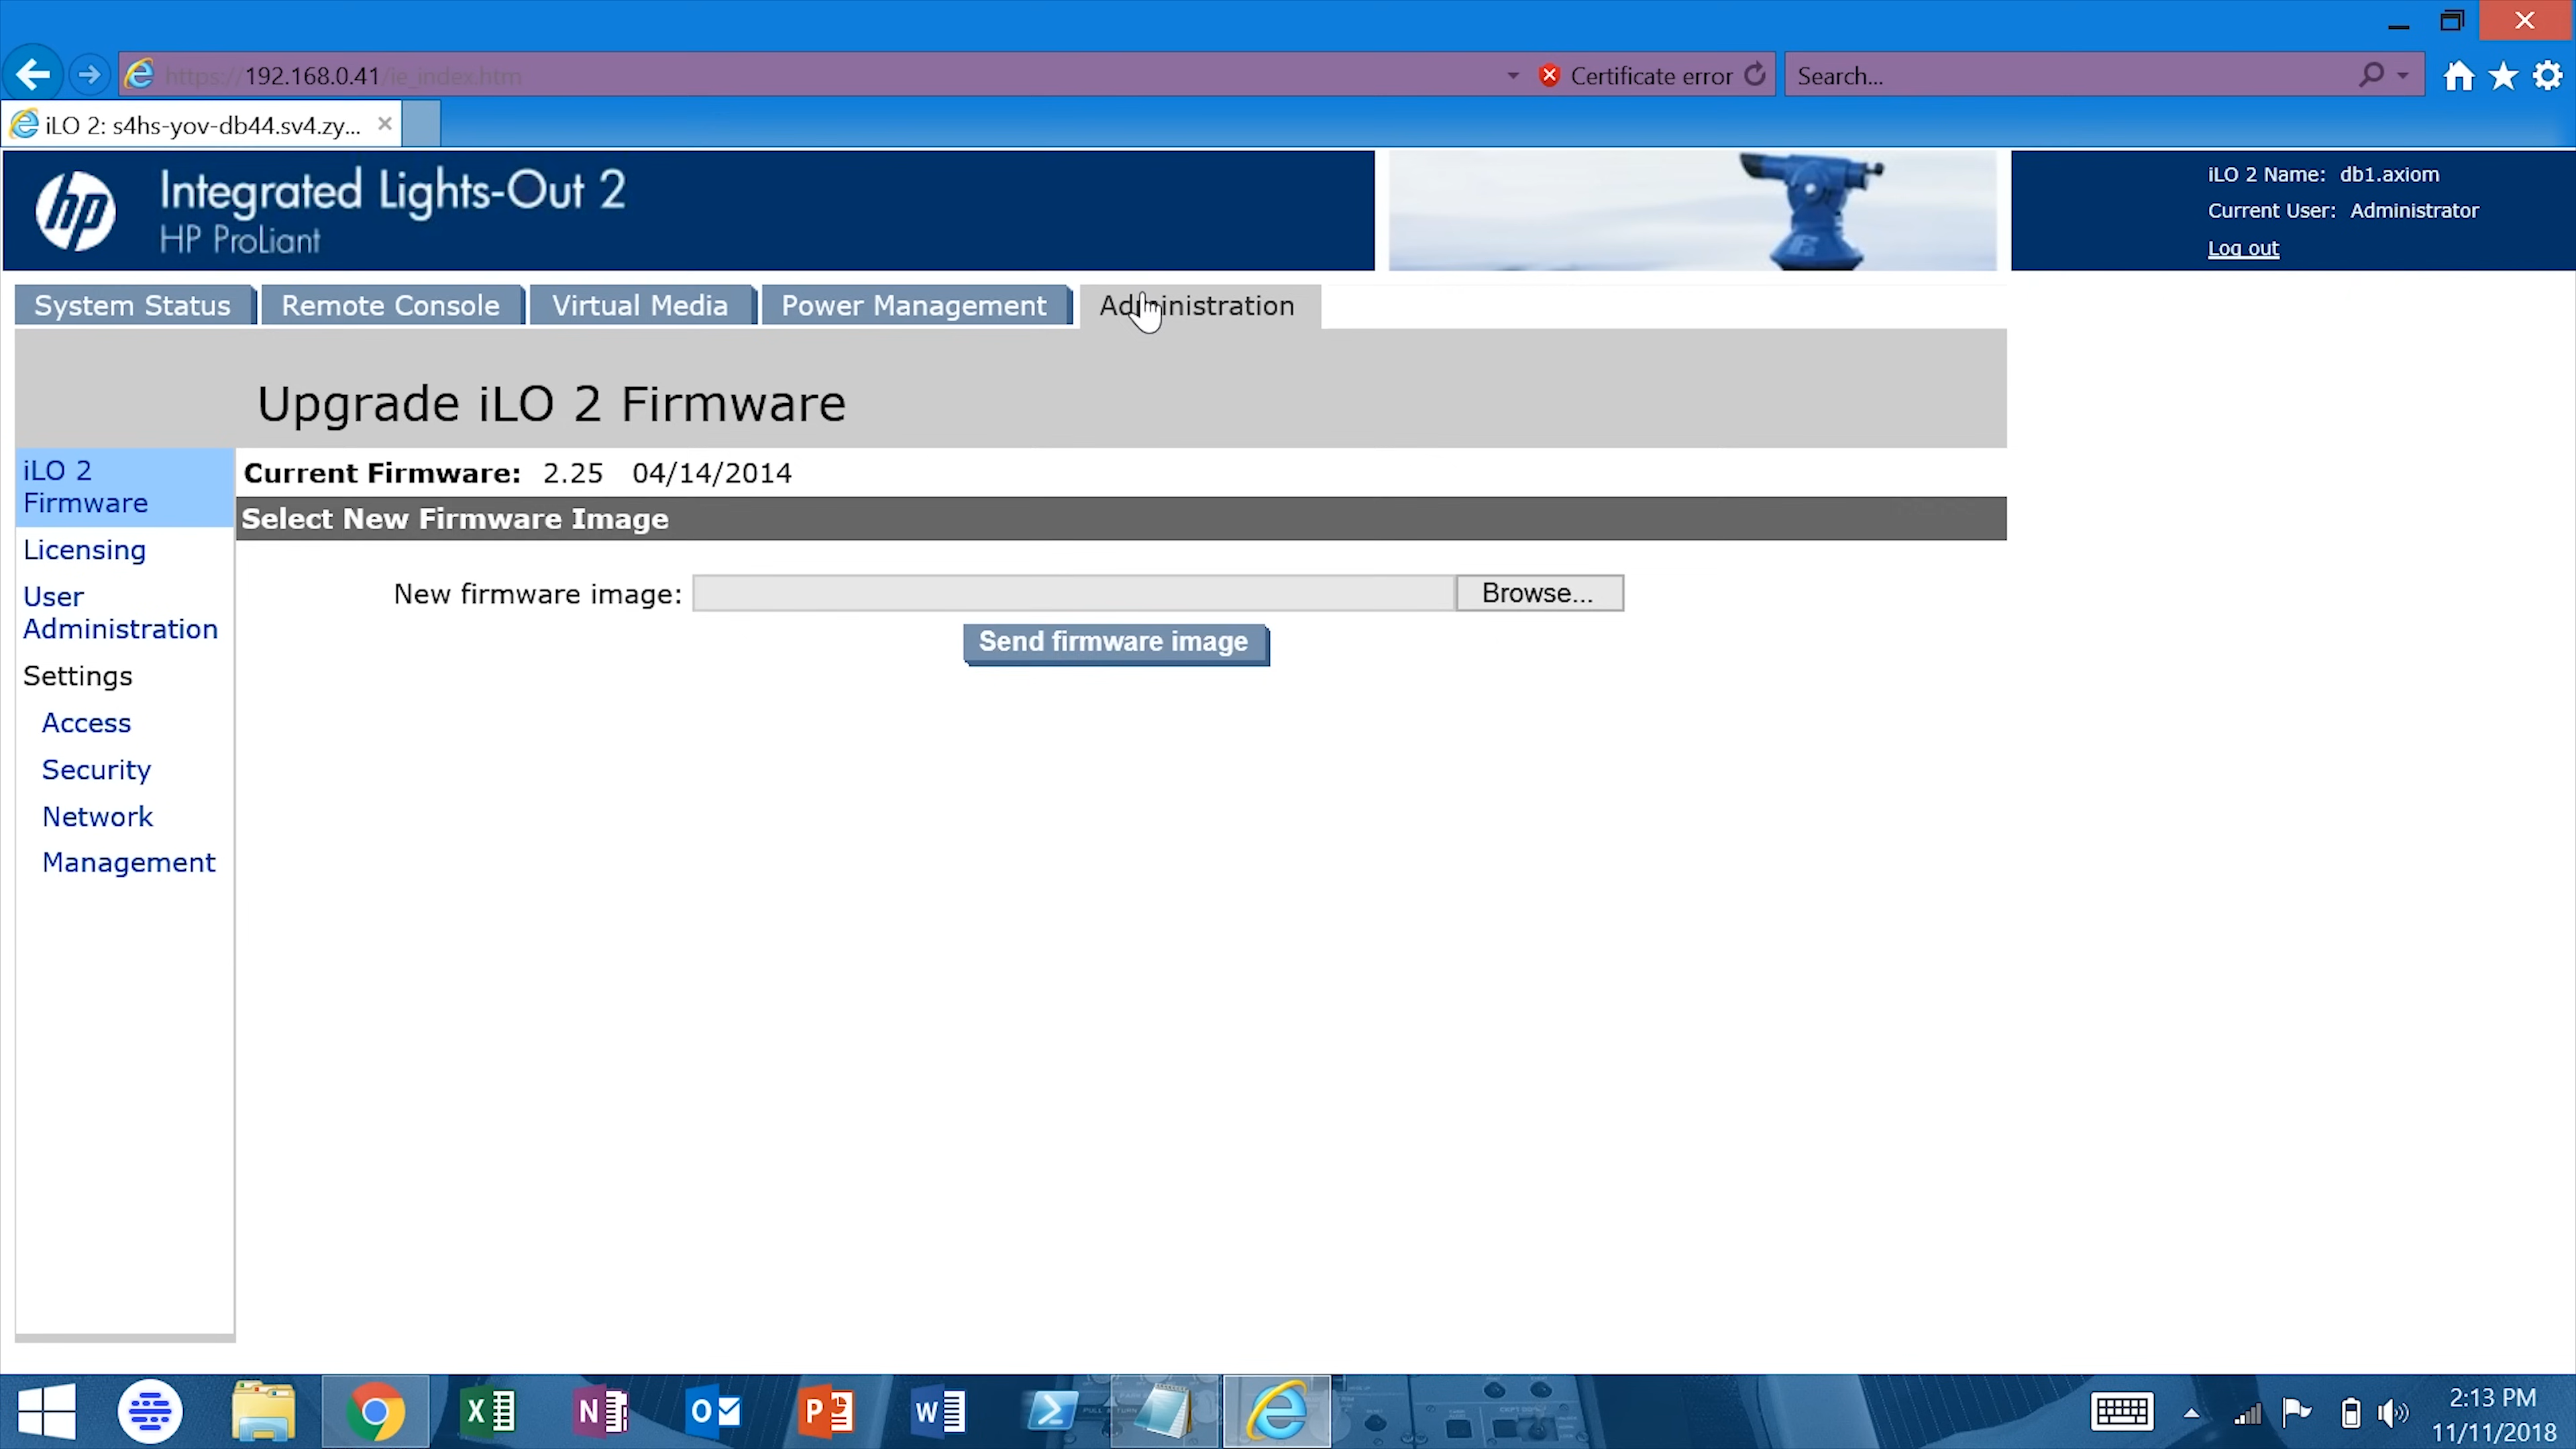 https://192.168.0.41/ie_index.htm
Certificate error
Search...
iLO 2: s4hs-yov-db44.sv4.zy...
hp
Integrated Lights-Out 2
HP ProLiant
iLO 2 Name: db1.axiom
Current User: Administrator
Log out
System Status
Remote Console
Virtual Media
Power Management
Administration
Upgrade iLO 2 Firmware
iLO 2
Firmware
Licensing
User
Administration
Settings
Access
Security
Network
Management
Current Firmware: 2.25 04/14/2014
Select New Firmware Image
New firmware image:
Browse...
Send firmware image
2:13 PM
11/11/2018